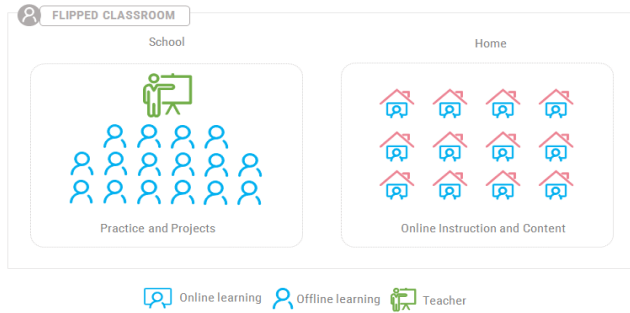 FLIPPED CLASSROOM
School
Home
Practice and Projects
Online Instruction and Content
Online learning
Offline learning
Teacher